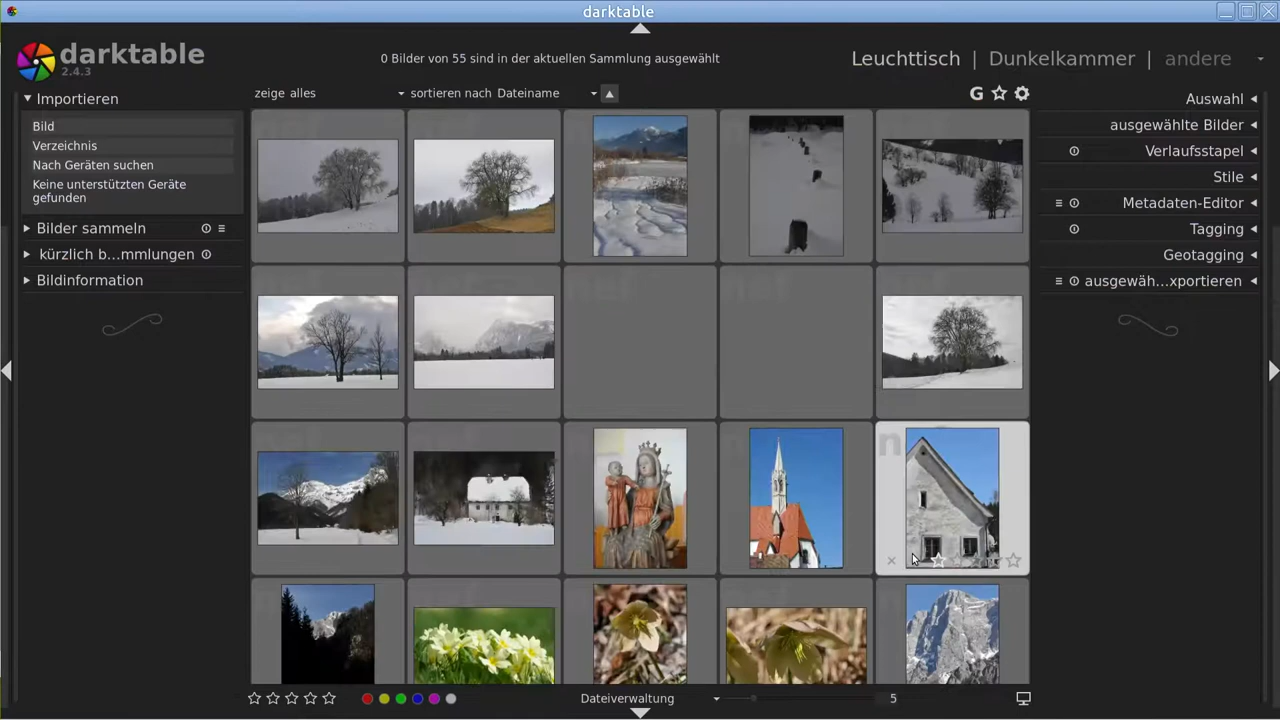 darktable
darktable
2.4.3
0 Bilder von 55 sind in der aktuellen Sammlung ausgewählt
Leuchttisch | Dunkelkammer | andere
Importieren
Bild
Verzeichnis
Nach Geräten suchen
Keine unterstützten Geräte
gefunden
Bilder sammeln
kürzlich b...mmlungen
Bildinformation
zeige alles
sortieren nach Dateiname
G
Auswahl
ausgewählte Bilder
Verlaufsstapel
Stile
Metadaten-Editor
Tagging
Geotagging
ausgewäh...xportieren
Dateiverwaltung
5